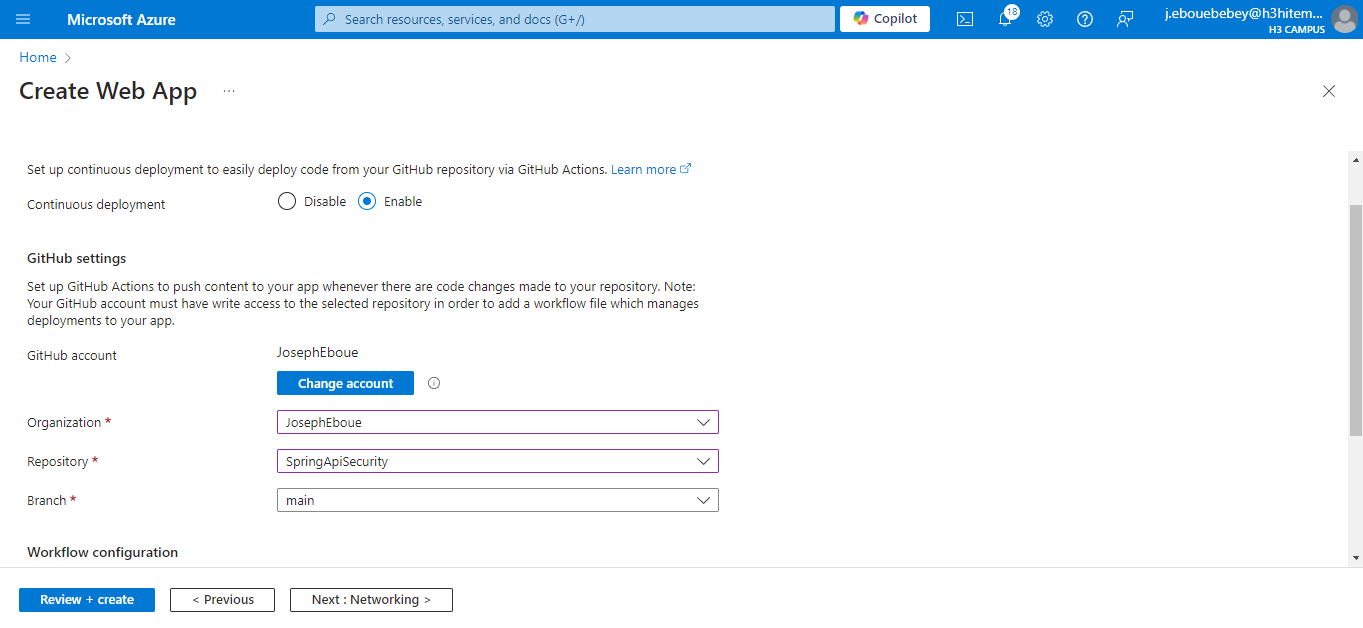 Microsoft Azure
Search resources, services, and docs (G+/)
Copilot
18
j.ebouebebey@h3hitem...
H3 CAMPUS
Home >
Create Web App ...
Set up continuous deployment to easily deploy code from your GitHub repository via GitHub Actions. Learn more
Continuous deployment
Disable
Enable
GitHub settings
Set up GitHub Actions to push content to your app whenever there are code changes made to your repository. Note:
Your GitHub account must have write access to the selected repository in order to add a workflow file which manages
deployments to your app.
GitHub account
JosephEboue
Change account
Organization *
JosephEboue
Repository *
SpringApiSecurity
Branch *
main
Workflow configuration
Review + create
< Previous
Next : Networking >